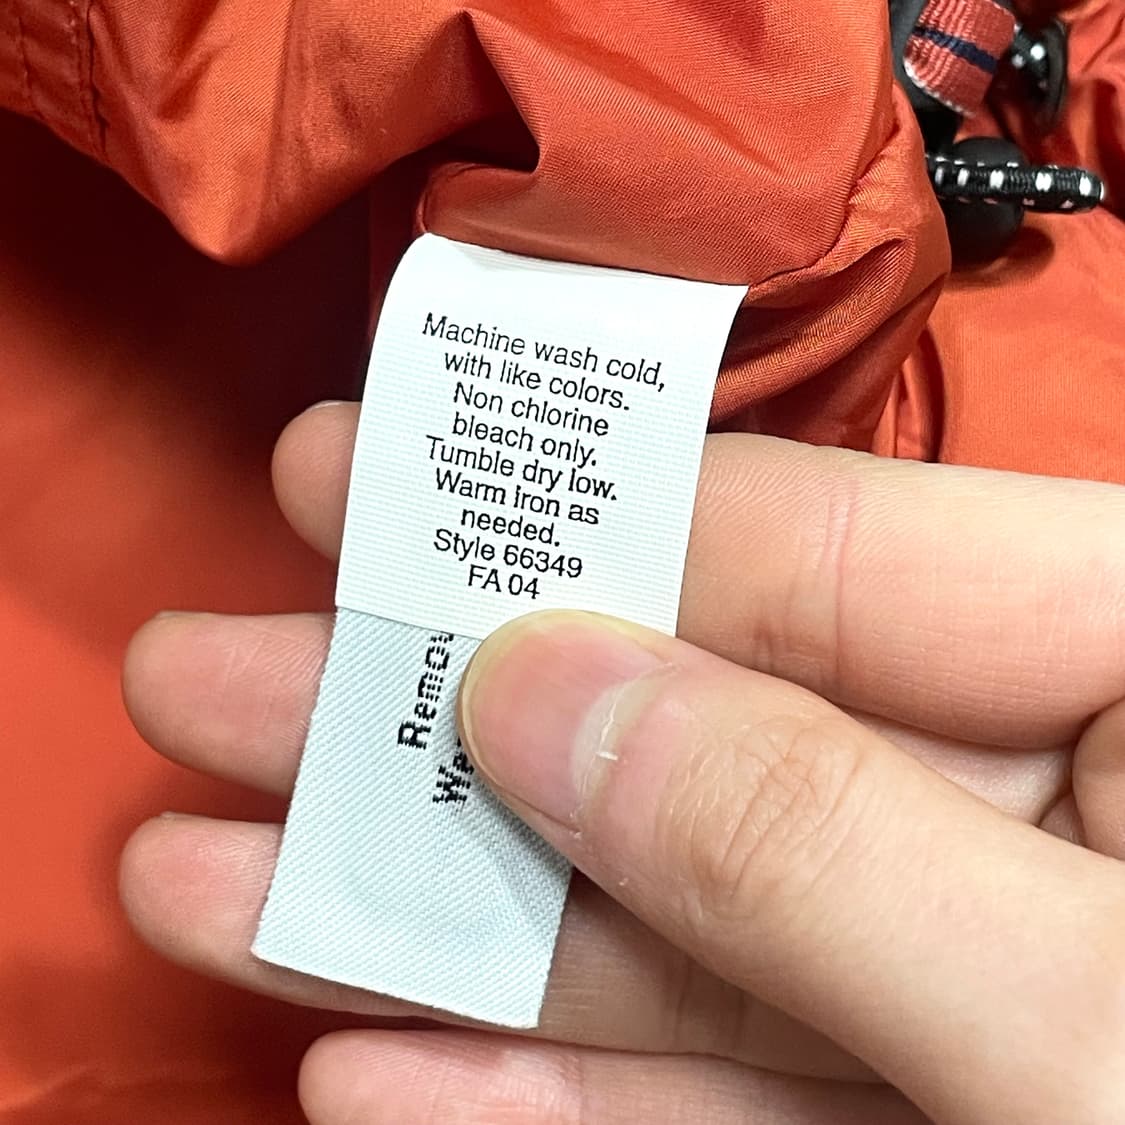 Machine wash cold,
with like colors.
Non chlorine
bleach only.
Tumble dry low.
Warm iron as
needed.
Style 66349
FA 04